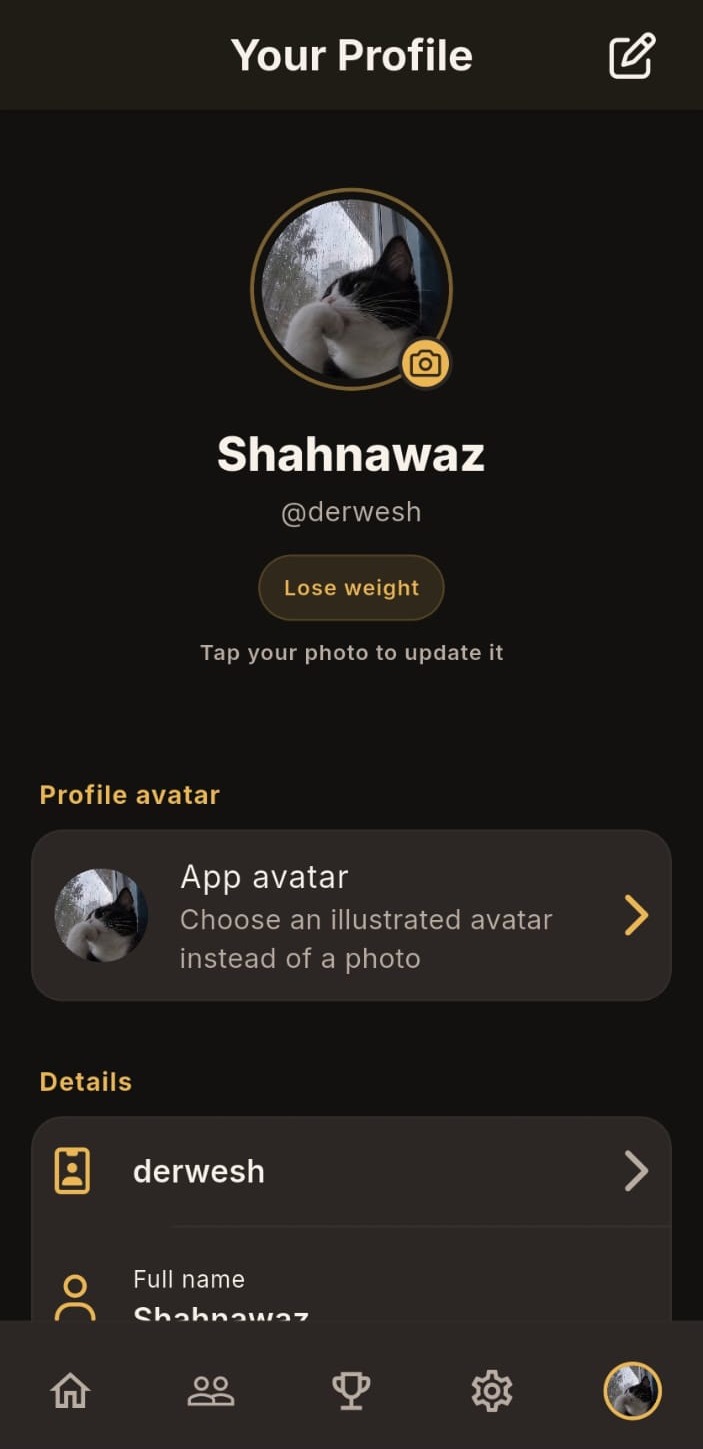 Your Profile
Shahnawaz
@derwesh
Lose weight
Tap your photo to update it
Profile avatar
App avatar
Choose an illustrated avatar
instead of a photo
Details
derwesh
Full name
Shahnawaz